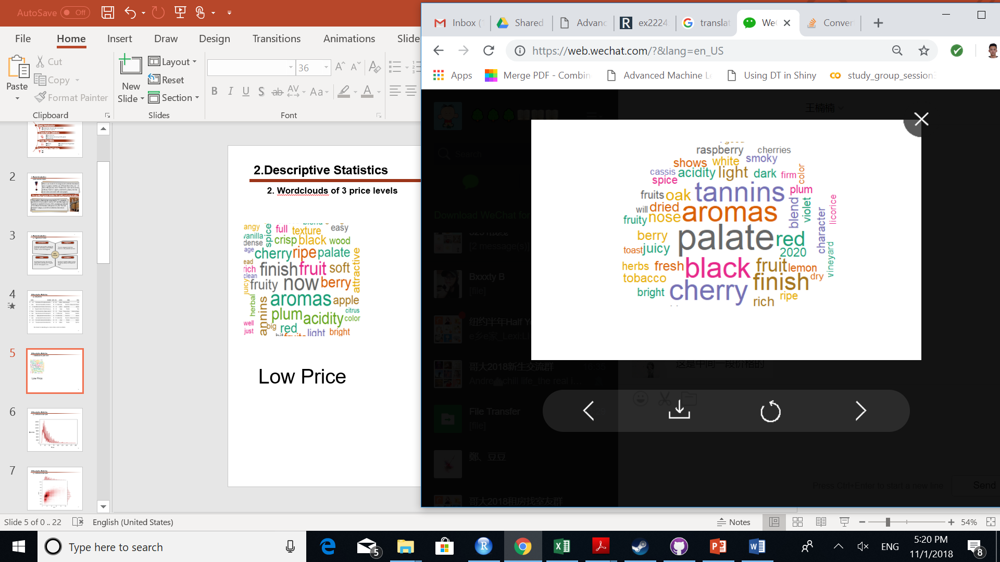 AutoSave Off
File Home Insert Draw Design Transitions Animations Slide
Paste
Cut
Copy
Format Painter
Clipboard
New
Slide
Layout
Reset
Section
Slides
36
B I U S ab AV Aa A
Font
2
3
4
5
6
7
Low Price
2.Descriptive Statistics
2. Wordclouds of 3 price levels
angy spice full texture easy
vanilla
dense crisp black wood
age cherry ripe palate
ead
rich finish fruit soft attractive
clean
juicy fruity now berry
herbal aromas apple
annins plum acidity citrus
color
well big
just red light bright
Low Price
Inbox Shared Advanc ex2224 translat We Conver
https://web.wechat.com/?&lang=en_US
Apps Merge PDF - Combin Advanced Machine Le Using DT in Shiny study_group_session
王楠楠
Search
Download WeChat for
[2 message(s)]
Bxxxty B
[file]
纽约半年Half Y
哥大2018新生交流群
File Transfer
[file]
鄭、豆豆
哥大2018租房找室友群
raspberry cherries
shows white smoky
cassis acidity light dark firm color
spice
fruits oak tannins plum
will dried aromas blend violet licorice
fruity nose
berry palate red character
toast juicy 2020
herbs fresh black fruit lemon vineyard
tobacco finish dry
bright cherry rich ripe
这是中间一段价格的
Press Ctrl+Enter to start a new line
Send
Slide 5 of 0 .. 22 English (United States) Notes 54%
Type here to search
5
ENG
5:20 PM
11/1/2018
8